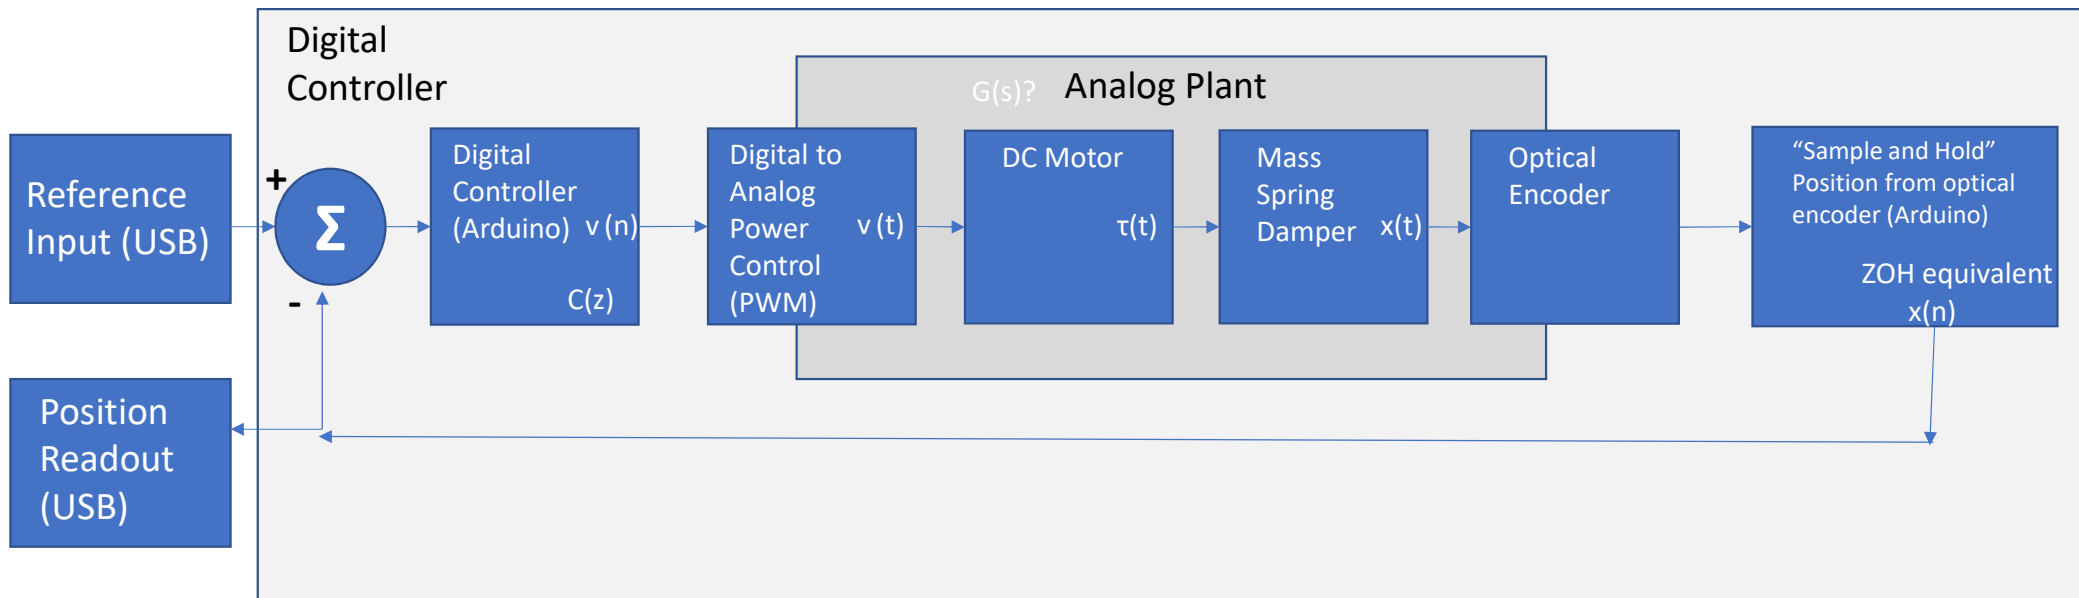 Digital
Controller
G(s)?
Analog Plant
Reference
Input (USB)
+
-
Σ
Digital
Controller
(Arduino)
v (n)
C(z)
Digital to
Analog
Power
Control
(PWM)
v (t)
DC Motor
τ(t)
Mass
Spring
Damper
x(t)
Optical
Encoder
“Sample and Hold”
Position from optical
encoder (Arduino)
ZOH equivalent
x(n)
Position
Readout
(USB)